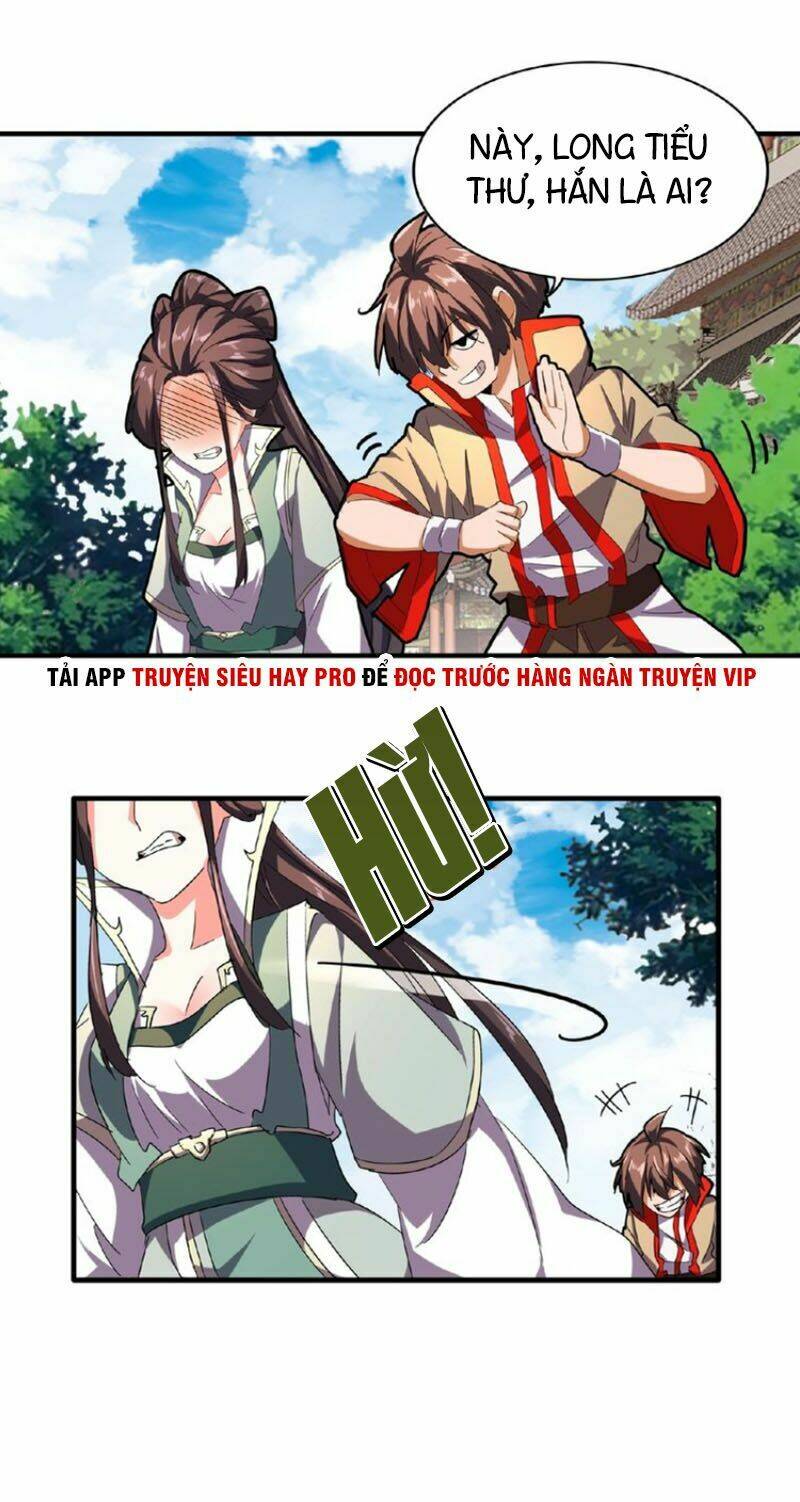 NÀY, LONG TIỂU
THƯ, HẮN LÀ AI?
TẢI APP TRUYỆN SIÊU HAY PRO ĐỂ ĐỌC TRƯỚC HÀNG NGÀN TRUYỆN VIP
HỪ!